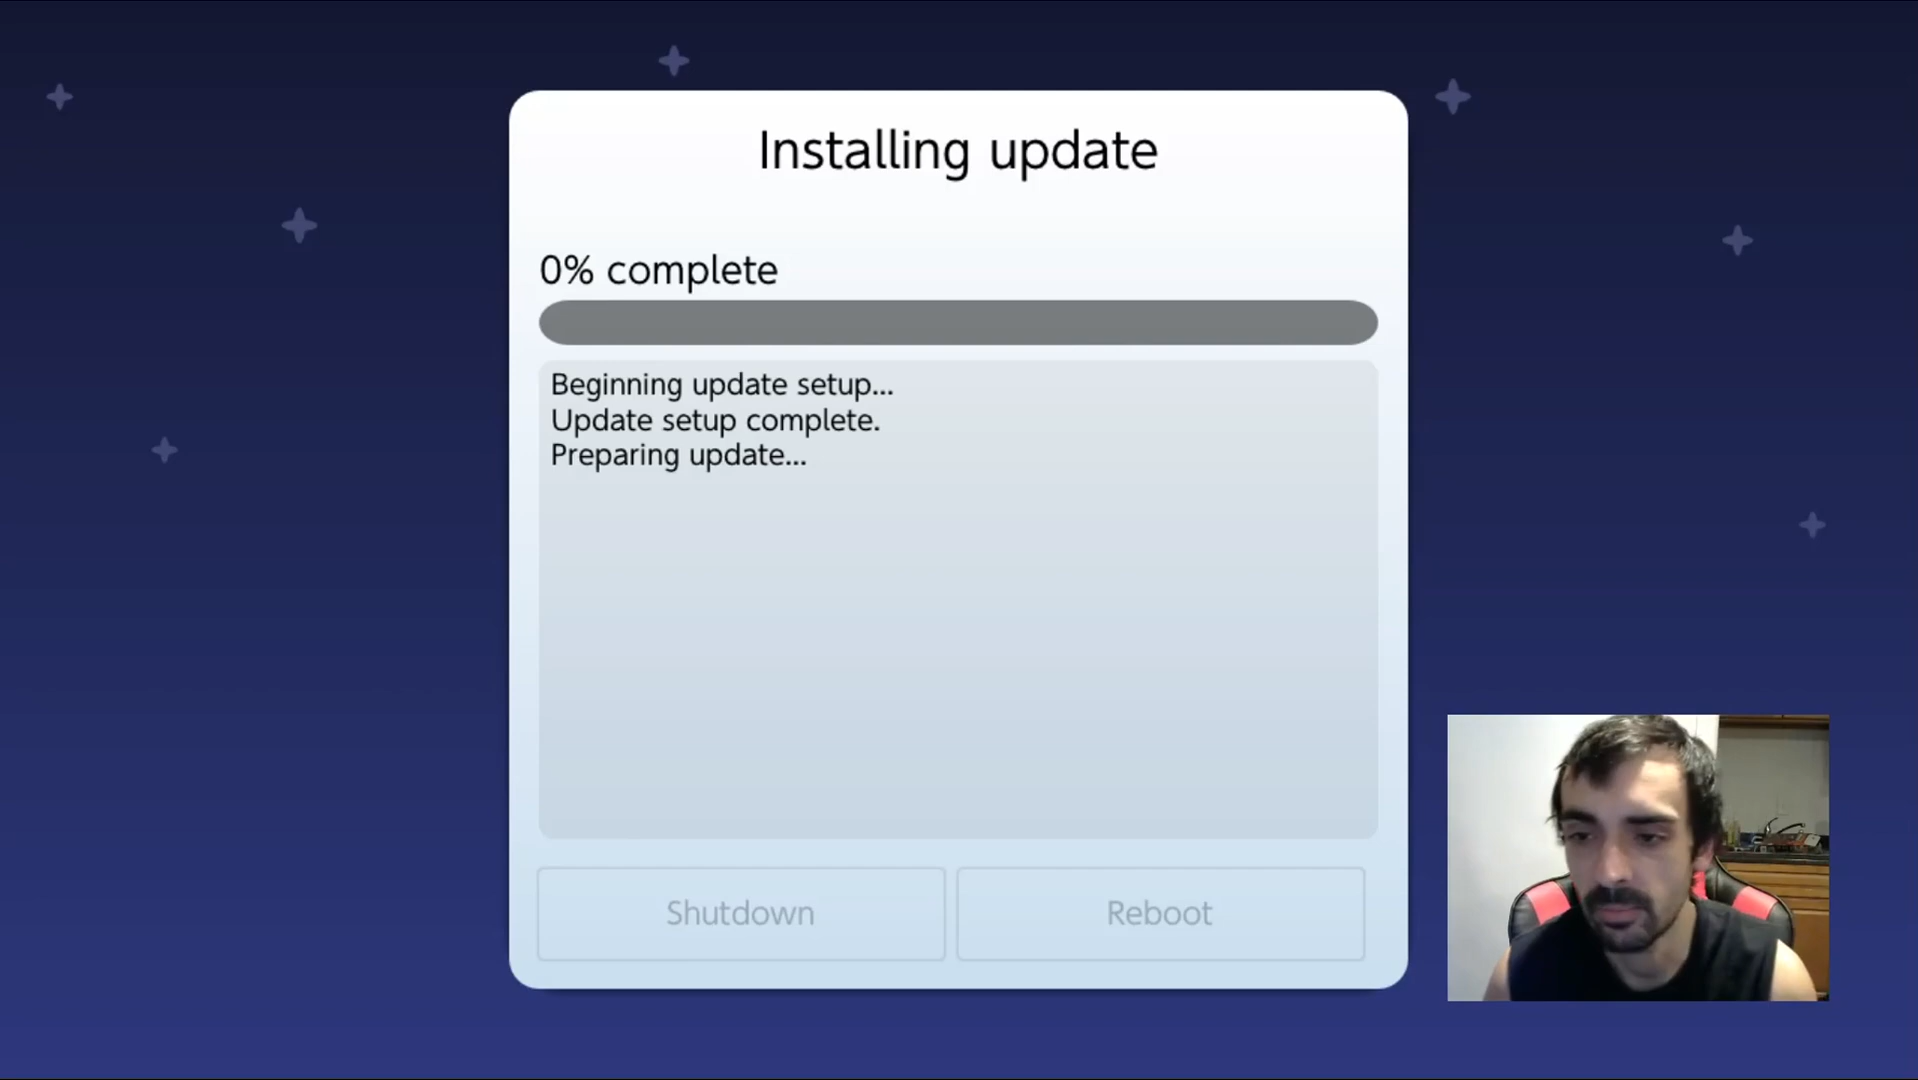 Installing update
0% complete
Beginning update setup...
Update setup complete.
Preparing update...
Shutdown
Reboot